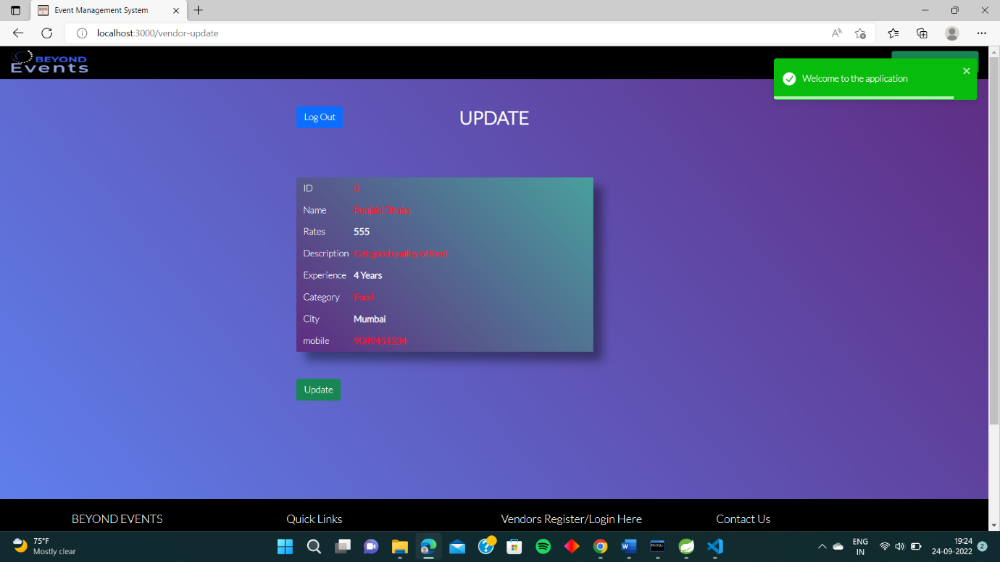 Event Management System
localhost:3000/vendor-update
BEYOND
Events
Welcome to the application
Log Out
UPDATE
ID 3
Name Punjabi Dhaba
Rates 555
Description Get good quality of food
Experience 4 Years
Category Food
City Mumbai
mobile 9089451234
Update
BEYOND EVENTS Quick Links Vendors Register/Login Here Contact Us
75°F
Mostly clear
ENG
IN
19:24
24-09-2022
2